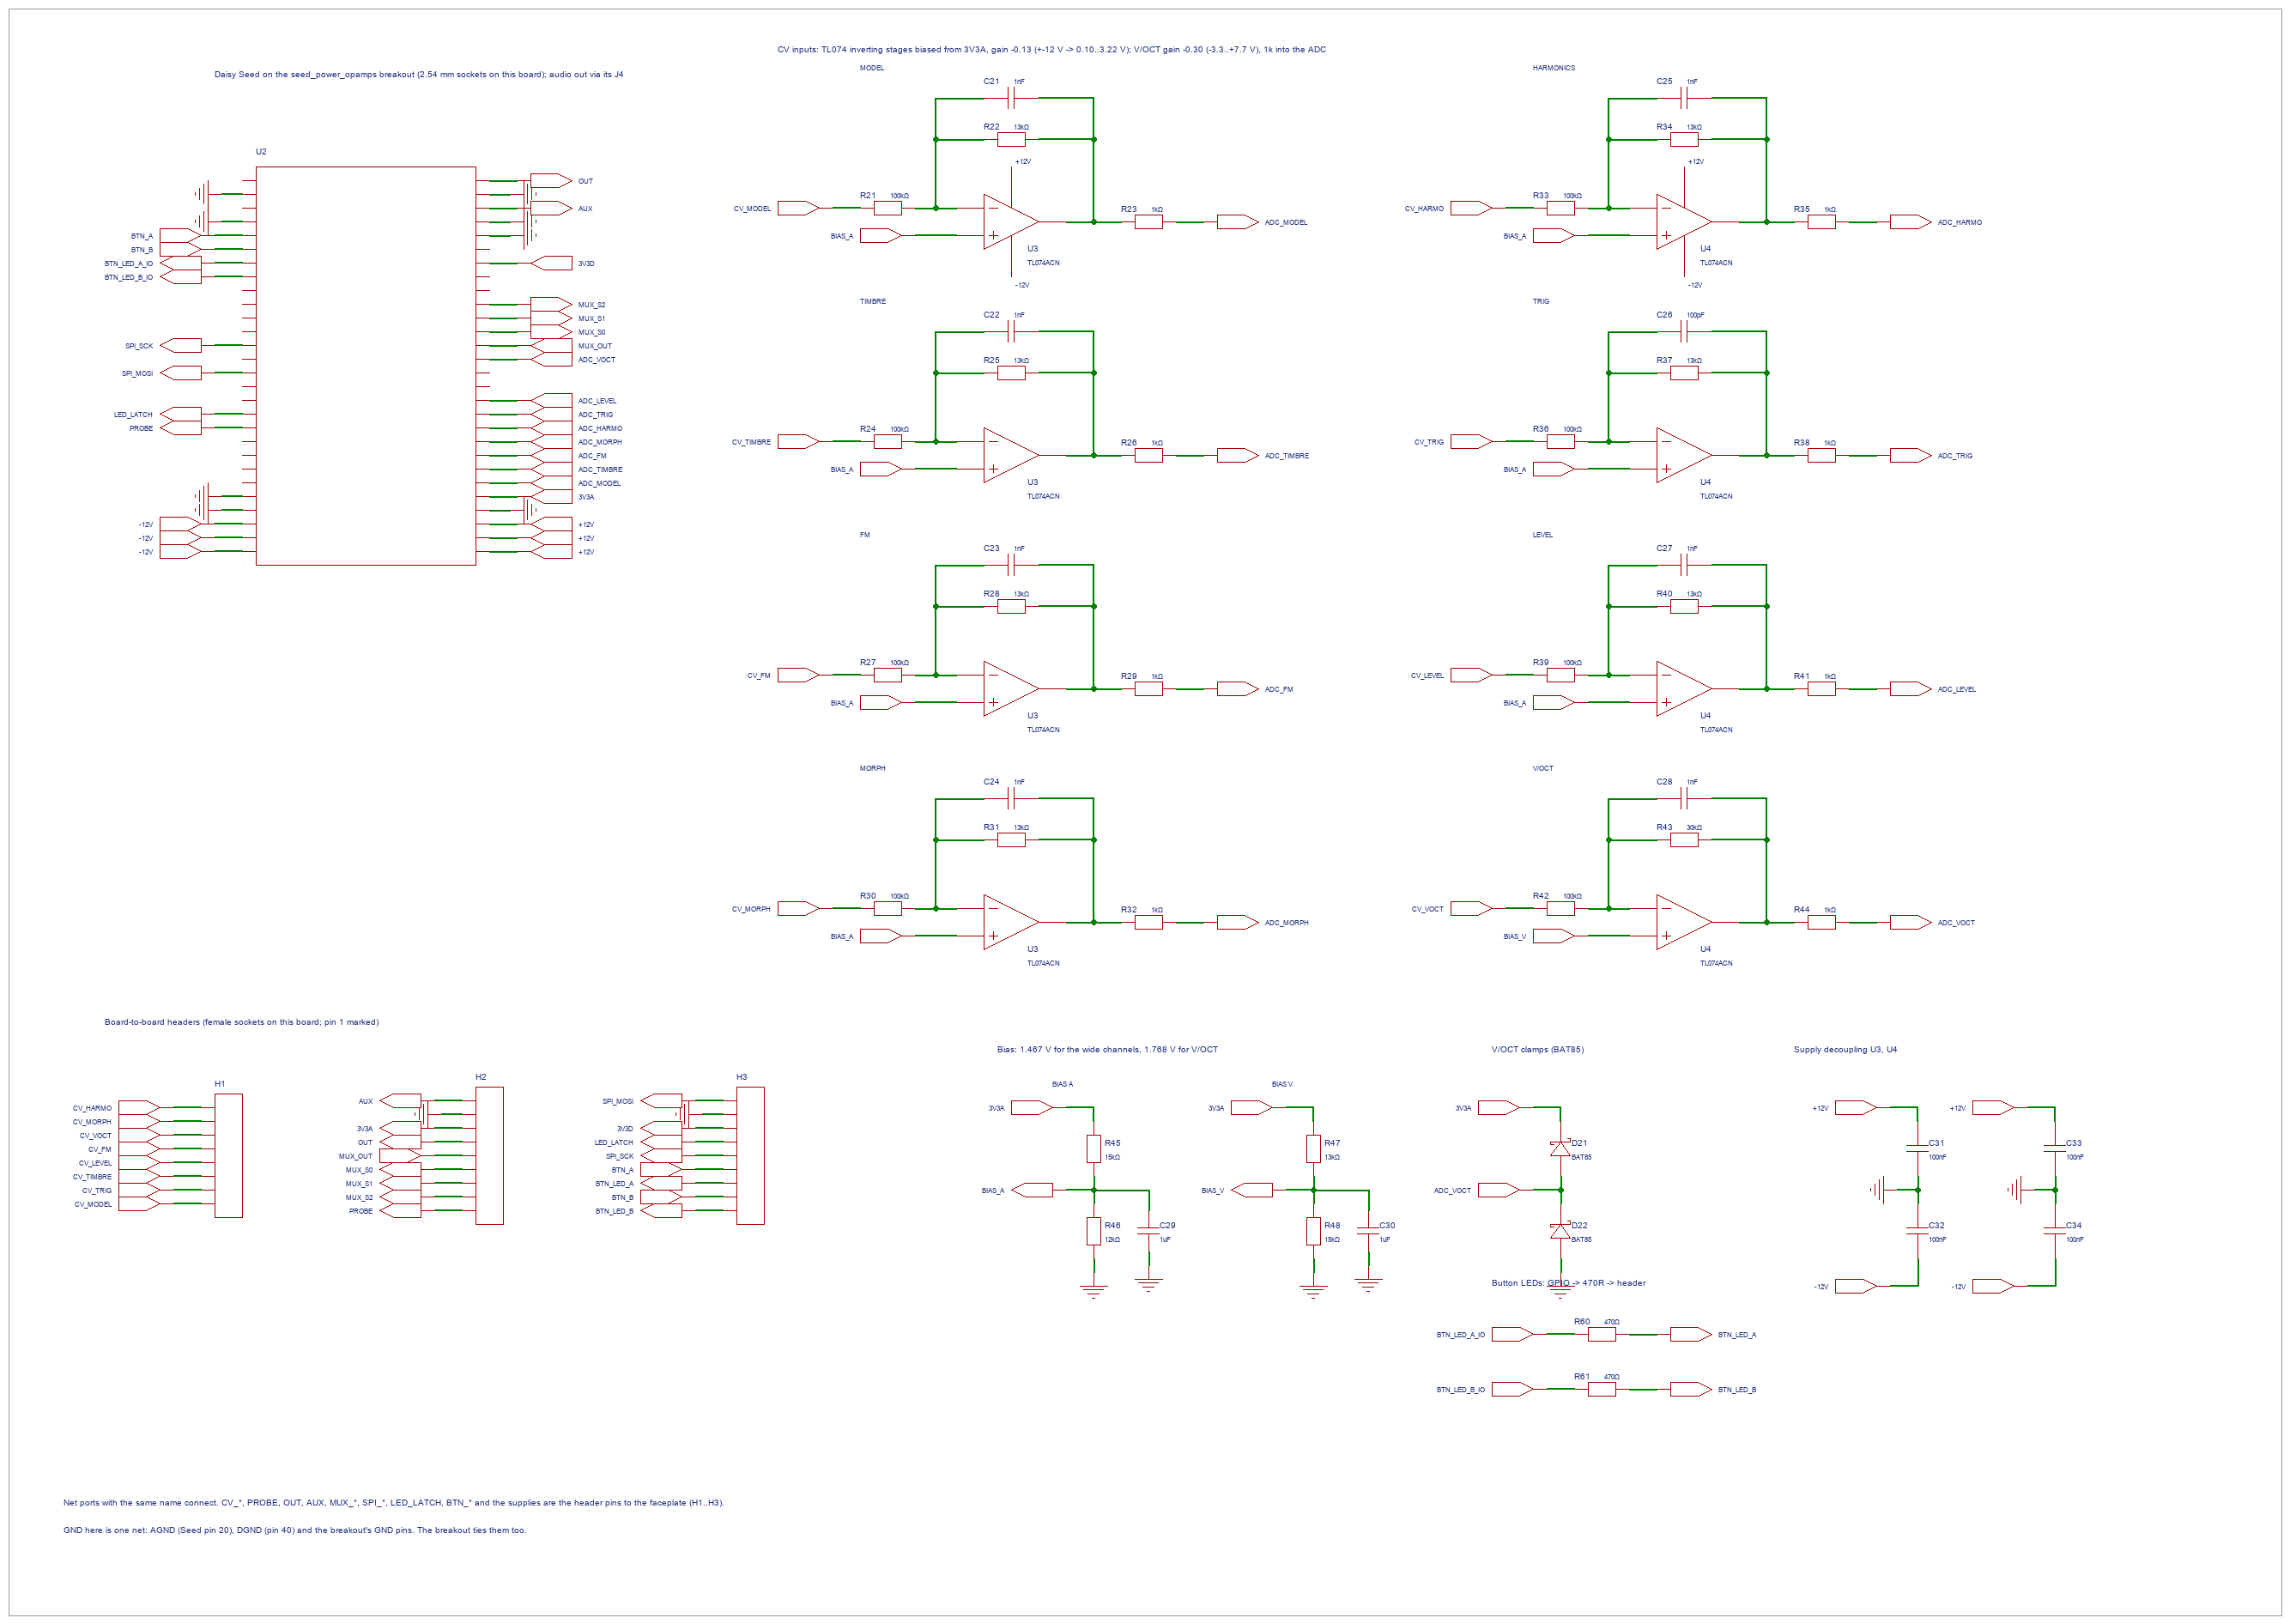 CV inputs: TL074 inverting stages biased from 3V3A, gain -0.13 (+-12 V -> 0.10..3.22 V); V/OCT gain -0.30 (-3.3..+7.7 V), 1k into the ADC
Daisy Seed on the seed_power_opamps breakout (2.54 mm sockets on this board); audio out via its J4
U2
BTN_A
BTN_B
BTN_LED_A_IO
BTN_LED_B_IO
SPI_SCK
SPI_MOSI
LED_LATCH
PROBE
-12V
-12V
-12V
OUT
AUX
3V3D
MUX_S2
MUX_S1
MUX_S0
MUX_OUT
ADC_VOCT
ADC_LEVEL
ADC_TRIG
ADC_HARMO
ADC_MORPH
ADC_FM
ADC_TIMBRE
ADC_MODEL
3V3A
+12V
+12V
+12V
MODEL
C21 1nF
R22 13kΩ
+12V
R21 100kΩ
CV_MODEL
BIAS_A
R23 1kΩ
ADC_MODEL
U3
TL074ACN
-12V
HARMONICS
C25 1nF
R34 13kΩ
+12V
R33 100kΩ
CV_HARMO
BIAS_A
R35 1kΩ
ADC_HARMO
U4
TL074ACN
-12V
TIMBRE
C22 1nF
R25 13kΩ
R24 100kΩ
CV_TIMBRE
BIAS_A
R26 1kΩ
ADC_TIMBRE
U3
TL074ACN
TRIG
C26 100pF
R37 13kΩ
R36 100kΩ
CV_TRIG
BIAS_A
R38 1kΩ
ADC_TRIG
U4
TL074ACN
FM
C23 1nF
R28 13kΩ
R27 100kΩ
CV_FM
BIAS_A
R29 1kΩ
ADC_FM
U3
TL074ACN
LEVEL
C27 1nF
R40 13kΩ
R39 100kΩ
CV_LEVEL
BIAS_A
R41 1kΩ
ADC_LEVEL
U4
TL074ACN
MORPH
C24 1nF
R31 13kΩ
R30 100kΩ
CV_MORPH
BIAS_A
R32 1kΩ
ADC_MORPH
U3
TL074ACN
V/OCT
C28 1nF
R43 30kΩ
R42 100kΩ
CV_VOCT
BIAS_V
R44 1kΩ
ADC_VOCT
U4
TL074ACN
Board-to-board headers (female sockets on this board; pin 1 marked)
H1
CV_HARMO
CV_MORPH
CV_VOCT
CV_FM
CV_LEVEL
CV_TIMBRE
CV_TRIG
CV_MODEL
H2
AUX
3V3A
OUT
MUX_OUT
MUX_S0
MUX_S1
MUX_S2
PROBE
H3
SPI_MOSI
3V3D
LED_LATCH
SPI_SCK
BTN_A
BTN_LED_A
BTN_B
BTN_LED_B
Bias: 1.467 V for the wide channels, 1.768 V for V/OCT
BIAS A
3V3A
R45
15kΩ
BIAS_A
R46
12kΩ
C29
1uF
BIAS V
3V3A
R47
13kΩ
BIAS_V
R48
15kΩ
C30
1uF
V/OCT clamps (BAT85)
3V3A
D21
BAT85
ADC_VOCT
D22
BAT85
Supply decoupling U3, U4
+12V
C31
100nF
C32
100nF
-12V
+12V
C33
100nF
C34
100nF
-12V
Button LEDs: GPIO -> 470R -> header
R60 470Ω
BTN_LED_A_IO
BTN_LED_A
R61 470Ω
BTN_LED_B_IO
BTN_LED_B
Net ports with the same name connect. CV_*, PROBE, OUT, AUX, MUX_*, SPI_*, LED_LATCH, BTN_* and the supplies are the header pins to the faceplate (H1..H3).
GND here is one net: AGND (Seed pin 20), DGND (pin 40) and the breakout's GND pins. The breakout ties them too.